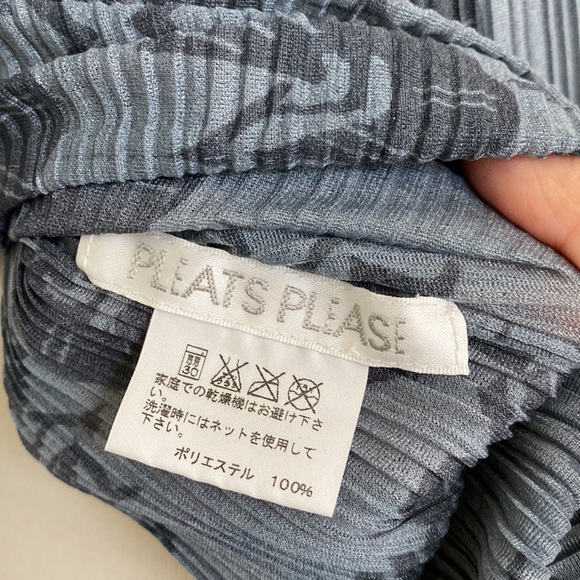 PLEATS PLEASE
30
家庭での乾燥機はお避け下さ
い。
洗濯時にはネットを使用して
下さい。
ポリエステル 100%